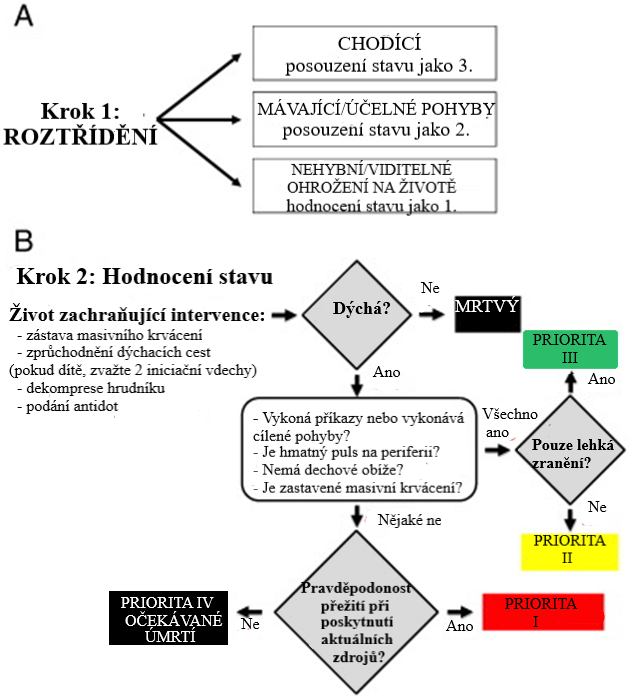 A
Krok 1:
ROZTŘÍDĚNÍ
CHODÍCÍ
posouzení stavu jako 3.
MÁVAJÍCÍ/ÚČELNÉ POHYBY
posouzení stavu jako 2.
NEHYBNÍ/VIDITELNÉ
OHROŽENÍ NA ŽIVOTĚ
hodnocení stavu jako 1.
B
Krok 2: Hodnocení stavu
Život zachraňující intervence:
- zástava masivního krvácení
- zprůchodnění dýchacích cest
(pokud dítě, zvažte 2 iniciační vdechy)
- dekomprese hrudníku
- podání antidot
Dýchá?
Ne
MRTVÝ
Ano
- Vykoná příkazy nebo vykonává
cílené pohyby?
- Je hmatný puls na periferii?
- Nemá dechové obíže?
- Je zastavené masivní krvácení?
Všechno
ano
Pouze lehká
zranění?
Ano
PRIORITA
III
Ne
PRIORITA
II
Nějaké ne
Pravděpodonost
přežití při
poskytnutí
aktuálních
zdrojů?
Ne
PRIORITA IV
OČEKÁVANÉ
ÚMRTÍ
Ano
PRIORITA
I